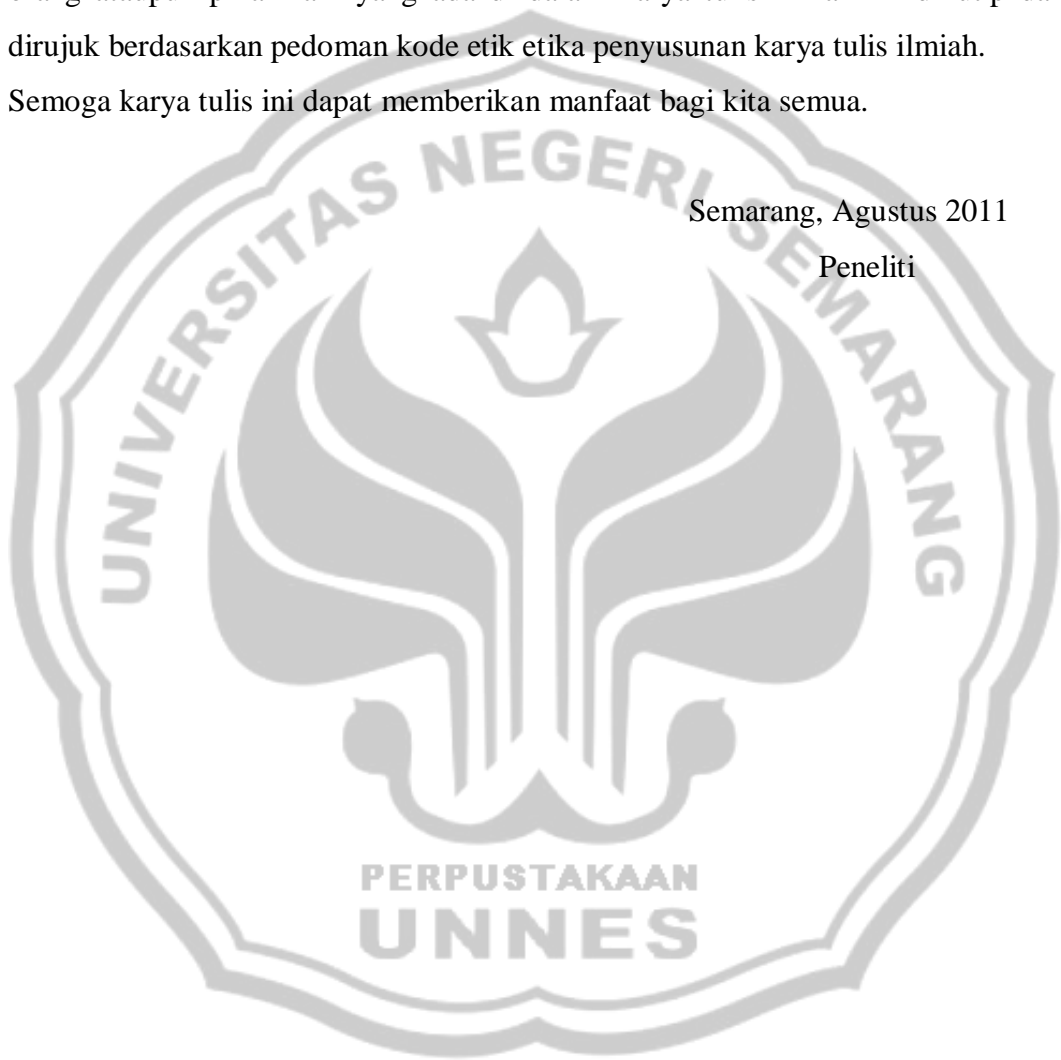 dirujuk berdasarkan pedoman kode etik etika penyusunan karya tulis ilmiah.
Semoga karya tulis ini dapat memberikan manfaat bagi kita semua.
Semarang, Agustus 2011
Peneliti
UNIVERSITAS NEGERI SEMARANG
PERPUSTAKAAN
UNNES